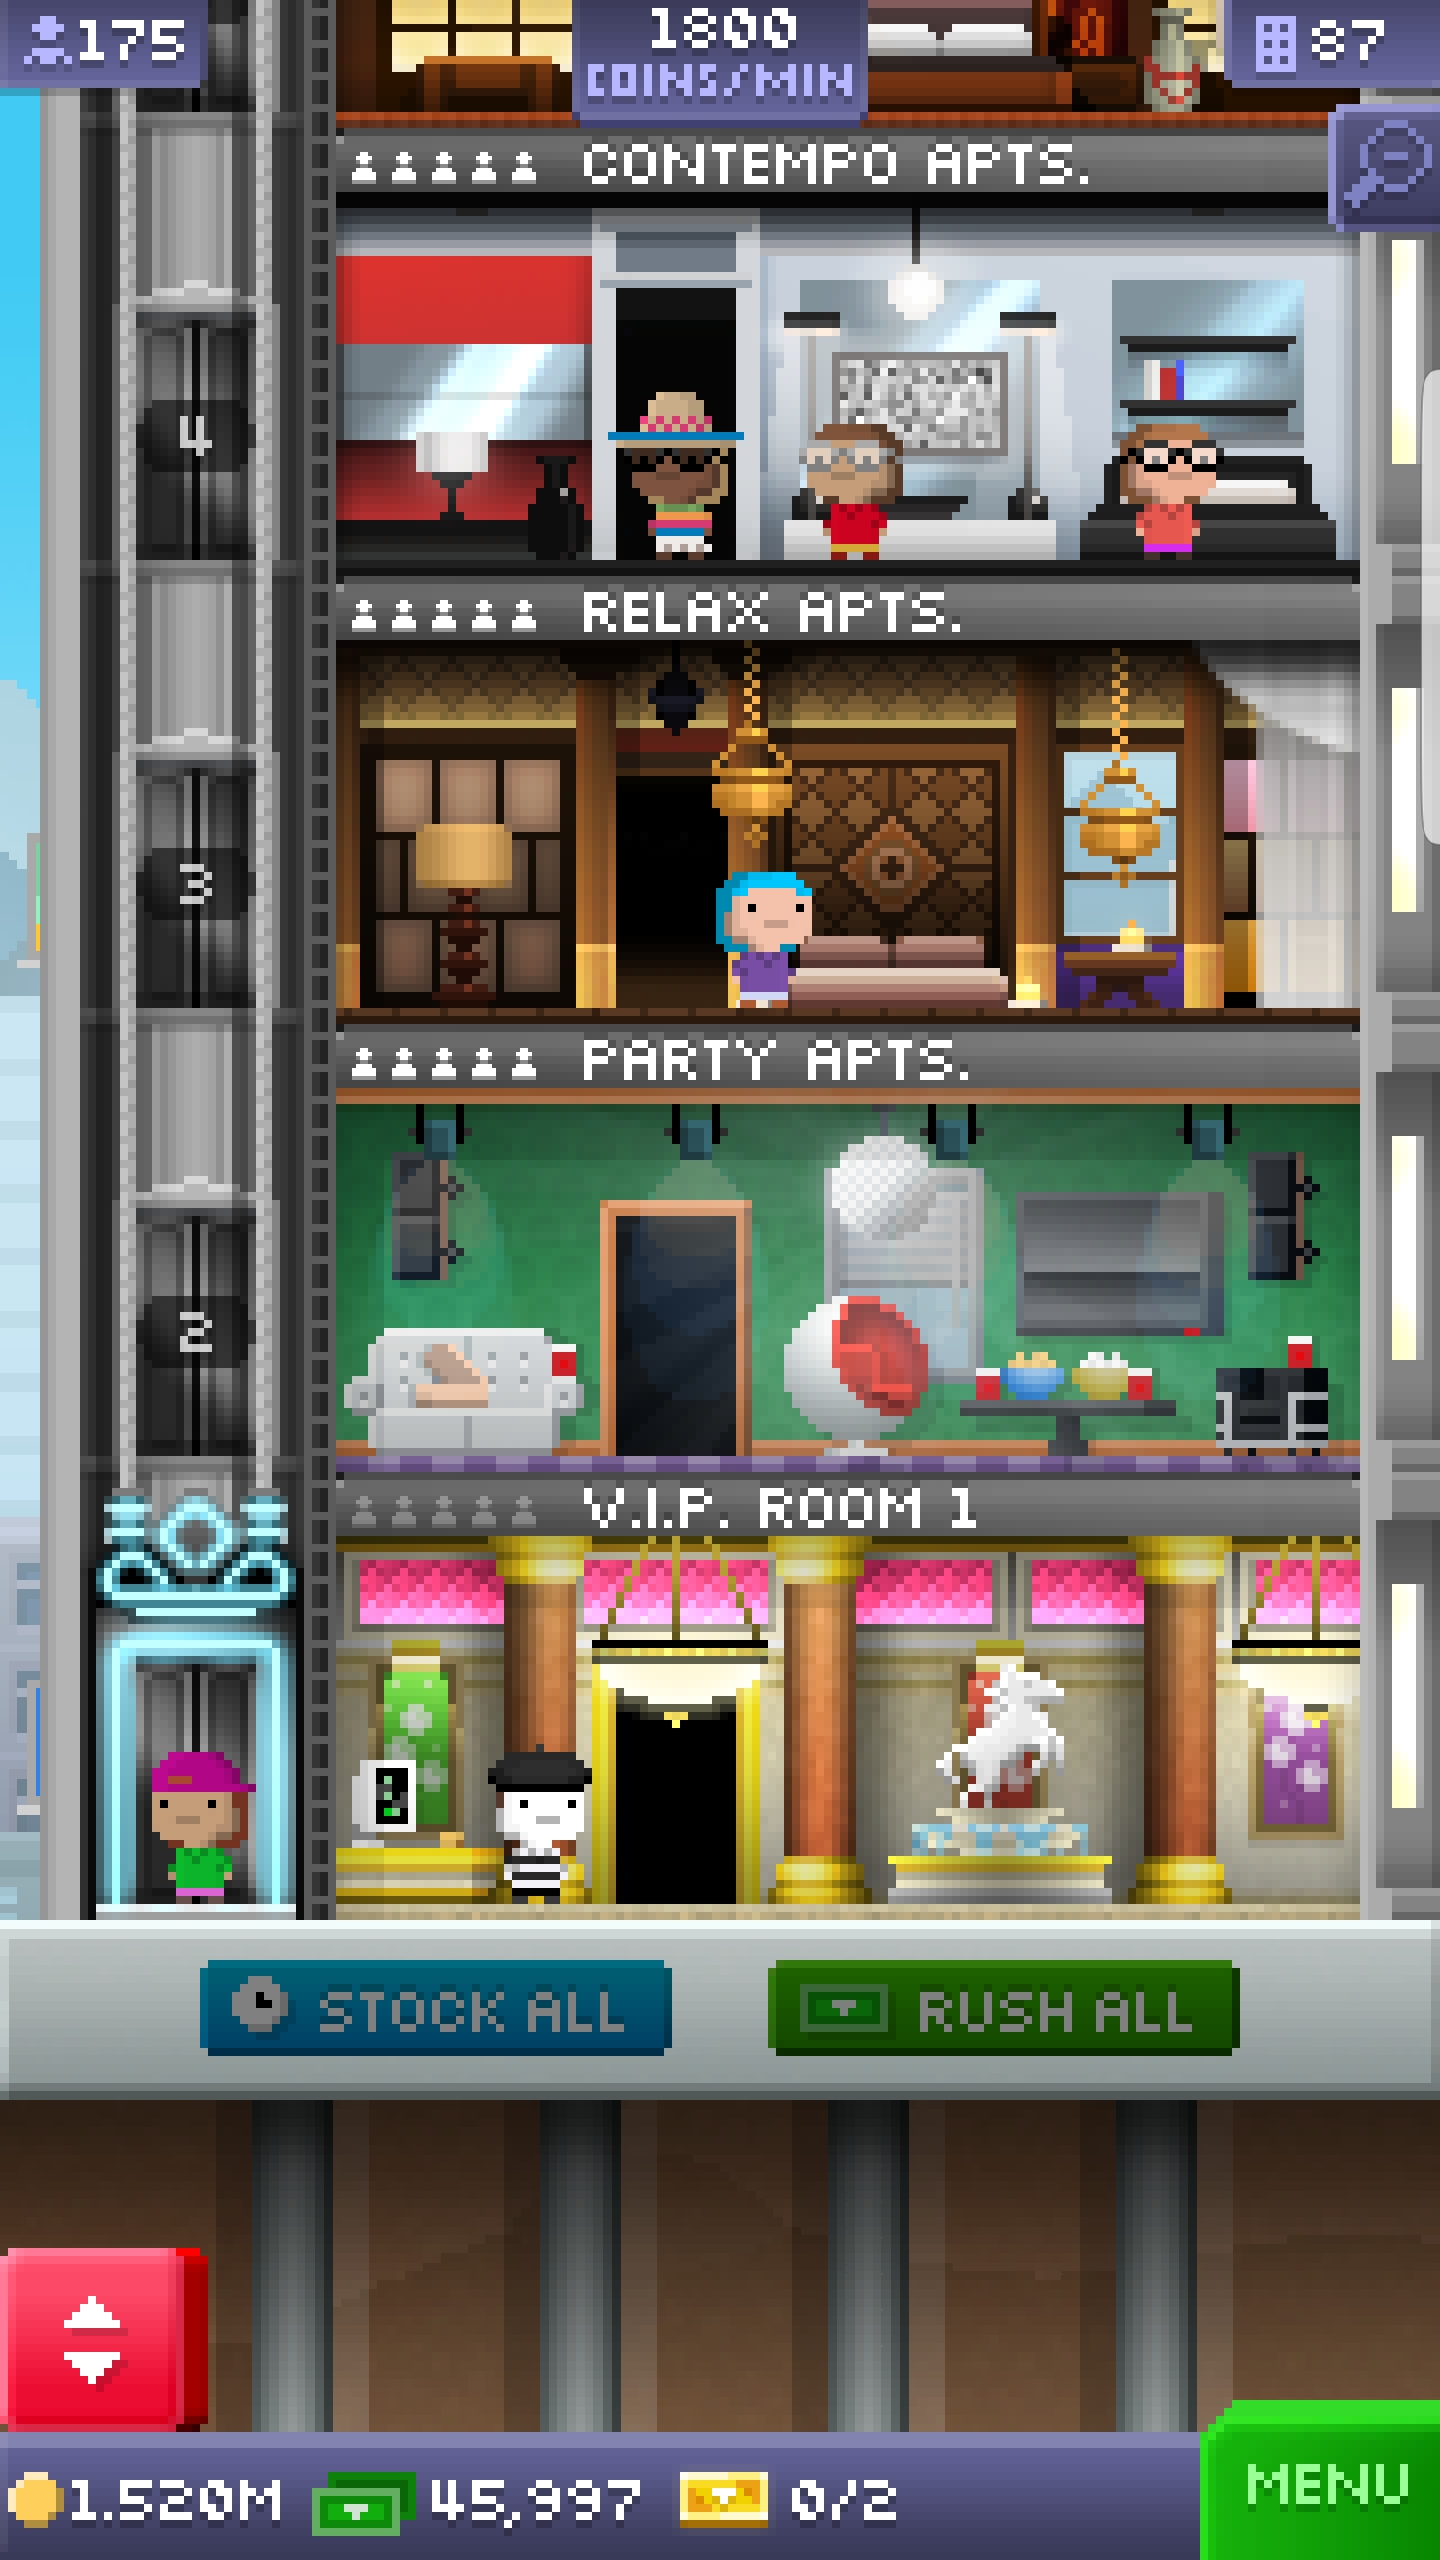 175
1800
COINS/MIN
87
CONTEMPO APTS.
4
RELAX APTS.
3
PARTY APTS.
2
V.I.P. ROOM 1
STOCK ALL
RUSH ALL
1.520M
45,997
0/2
MENU